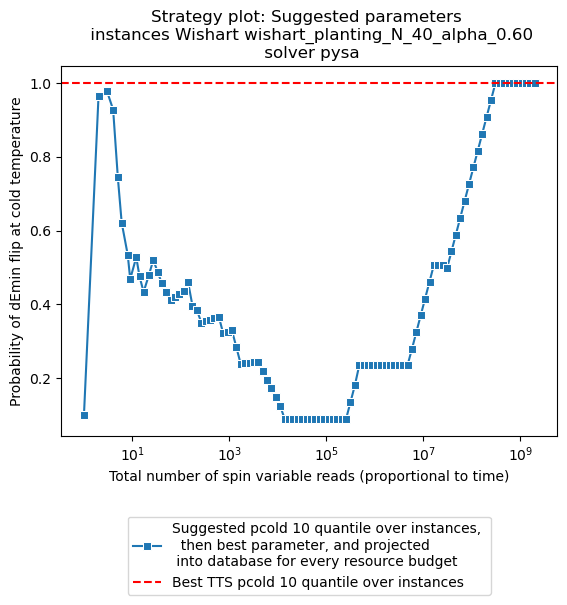 Strategy plot: Suggested parameters
instances Wishart wishart_planting_N_40_alpha_0.60
solver pysa
Probability of dEmin flip at cold temperature
1.0
0.8
0.6
0.4
0.2
10^1
10^3
10^5
10^7
10^9
Total number of spin variable reads (proportional to time)
Suggested pcold 10 quantile over instances,
then best parameter, and projected
into database for every resource budget
Best TTS pcold 10 quantile over instances